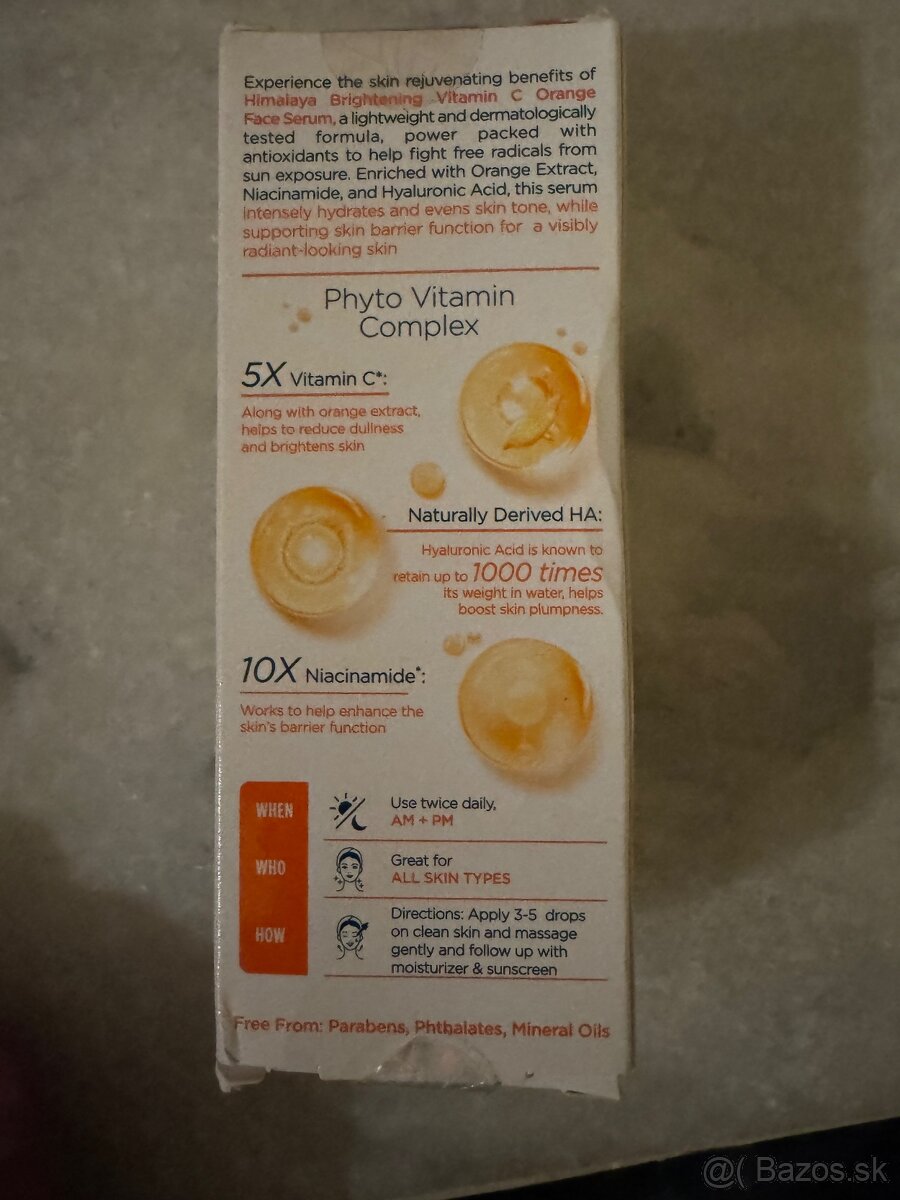 Experience the skin rejuvenating benefits of
Himalaya Brightening Vitamin C Orange
Face Serum, a lightweight and dermatologically
tested formula, power packed with
antioxidants to help fight free radicals from
sun exposure. Enriched with Orange Extract,
Niacinamide, and Hyaluronic Acid, this serum
intensely hydrates and evens skin tone, while
supporting skin barrier function for a visibly
radiant-looking skin
Phyto Vitamin
Complex
5X Vitamin C*:
Along with orange extract,
helps to reduce dullness
and brightens skin
Naturally Derived HA:
Hyaluronic Acid is known to
retain up to 1000 times
its weight in water, helps
boost skin plumpness.
10X Niacinamide*:
Works to help enhance the
skin's barrier function
WHEN
Use twice daily,
AM + PM
WHO
Great for
ALL SKIN TYPES
HOW
Directions: Apply 3-5 drops
on clean skin and massage
gently and follow up with
moisturizer & sunscreen
Free From: Parabens, Phthalates, Mineral Oils
@( Bazos.sk